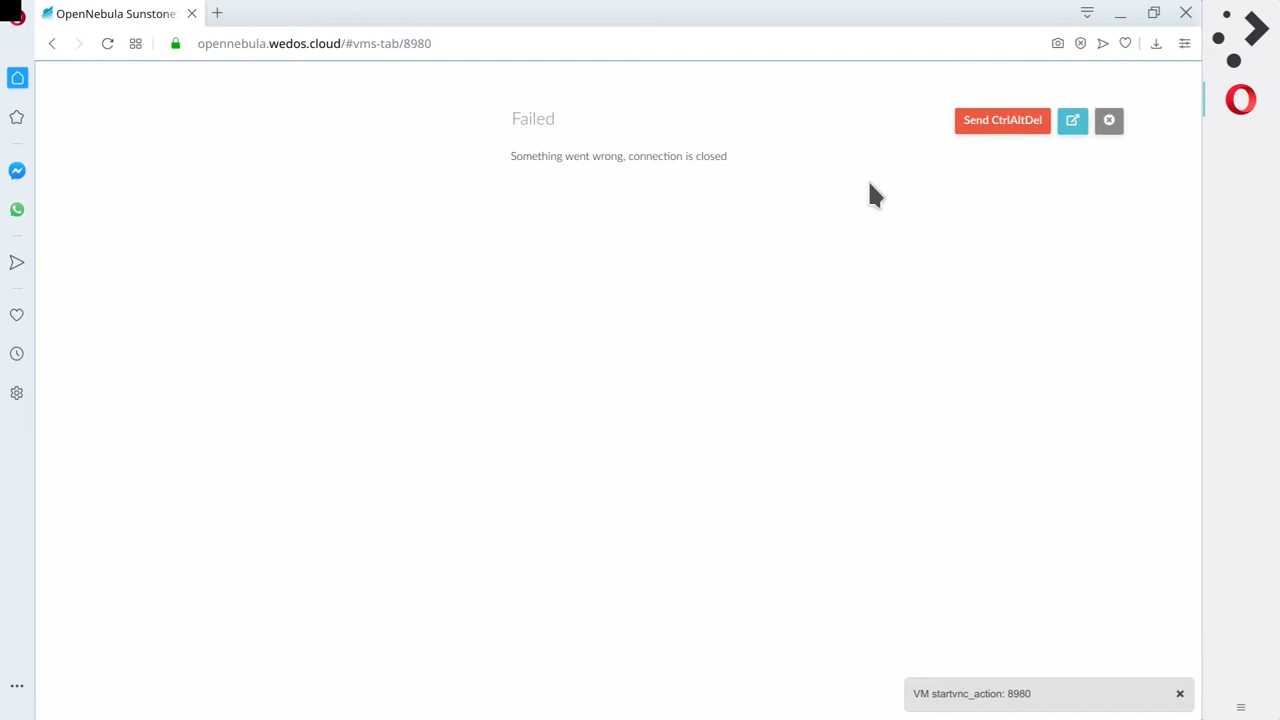 OpenNebula Sunstone:
opennebula.wedos.cloud/#vms-tab/8980
Failed
Send CtrlAltDel
Something went wrong, connection is closed
VM startvnc_action: 8980